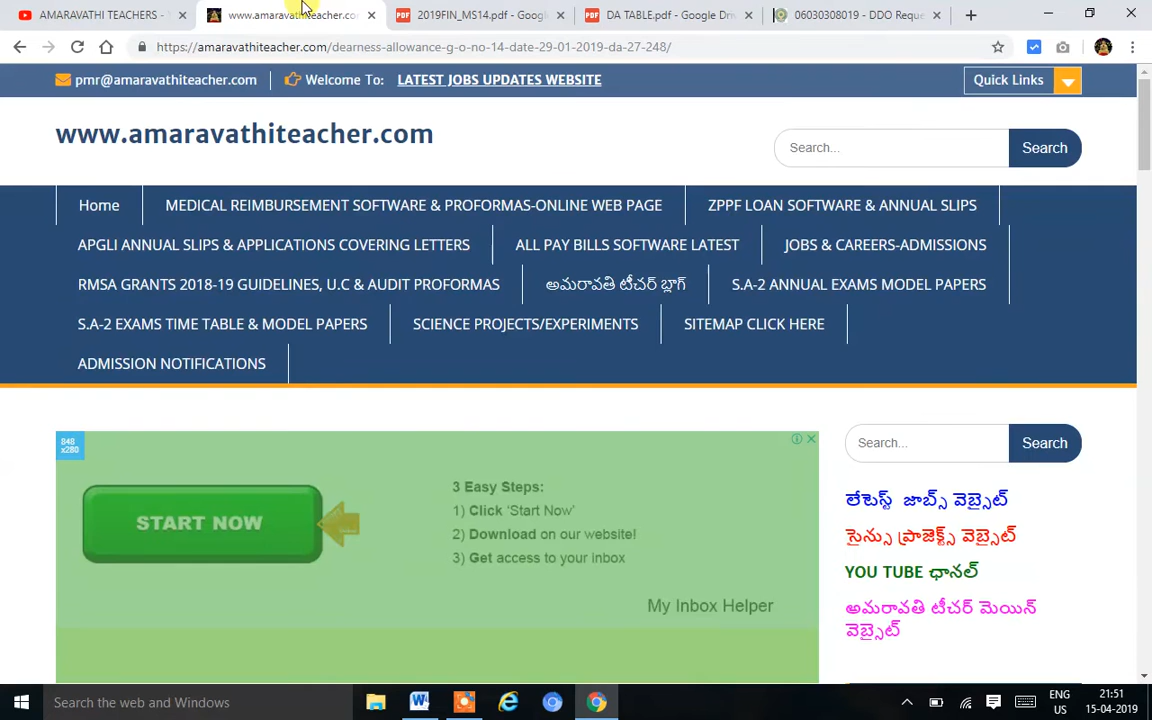 AMARAVATHI TEACHERS - 
www.amaravathiteacher.co
2019FIN_MS14.pdf - Goog
DA TABLE.pdf - Google Dri
06030308019 - DDO Reque
https://amaravathiteacher.com/dearness-allowance-g-o-no-14-date-29-01-2019-da-27-248/
pmr@amaravathiteacher.com
Welcome To: LATEST JOBS UPDATES WEBSITE
Quick Links
www.amaravathiteacher.com
Search...
Search
Home
MEDICAL REIMBURSEMENT SOFTWARE & PROFORMAS-ONLINE WEB PAGE
ZPPF LOAN SOFTWARE & ANNUAL SLIPS
APGLI ANNUAL SLIPS & APPLICATIONS COVERING LETTERS
ALL PAY BILLS SOFTWARE LATEST
JOBS & CAREERS-ADMISSIONS
RMSA GRANTS 2018-19 GUIDELINES, U.C & AUDIT PROFORMAS
అమరావతి టీచర్ బ్లాగ్
S.A-2 ANNUAL EXAMS MODEL PAPERS
S.A-2 EXAMS TIME TABLE & MODEL PAPERS
SCIENCE PROJECTS/EXPERIMENTS
SITEMAP CLICK HERE
ADMISSION NOTIFICATIONS
848
x280
START NOW
3 Easy Steps:
1) Click 'Start Now'
2) Download on our website!
3) Get access to your inbox
My Inbox Helper
Search...
Search
లేటెస్ట్ జాబ్స్ వెబ్సైట్
సైన్సు ప్రాజెక్ట్స్ వెబ్సైట్
YOU TUBE ఛానల్
అమరావతి టీచర్ మెయిన్
వెబ్సైట్
Search the web and Windows
ENG
US
21:51
15-04-2019